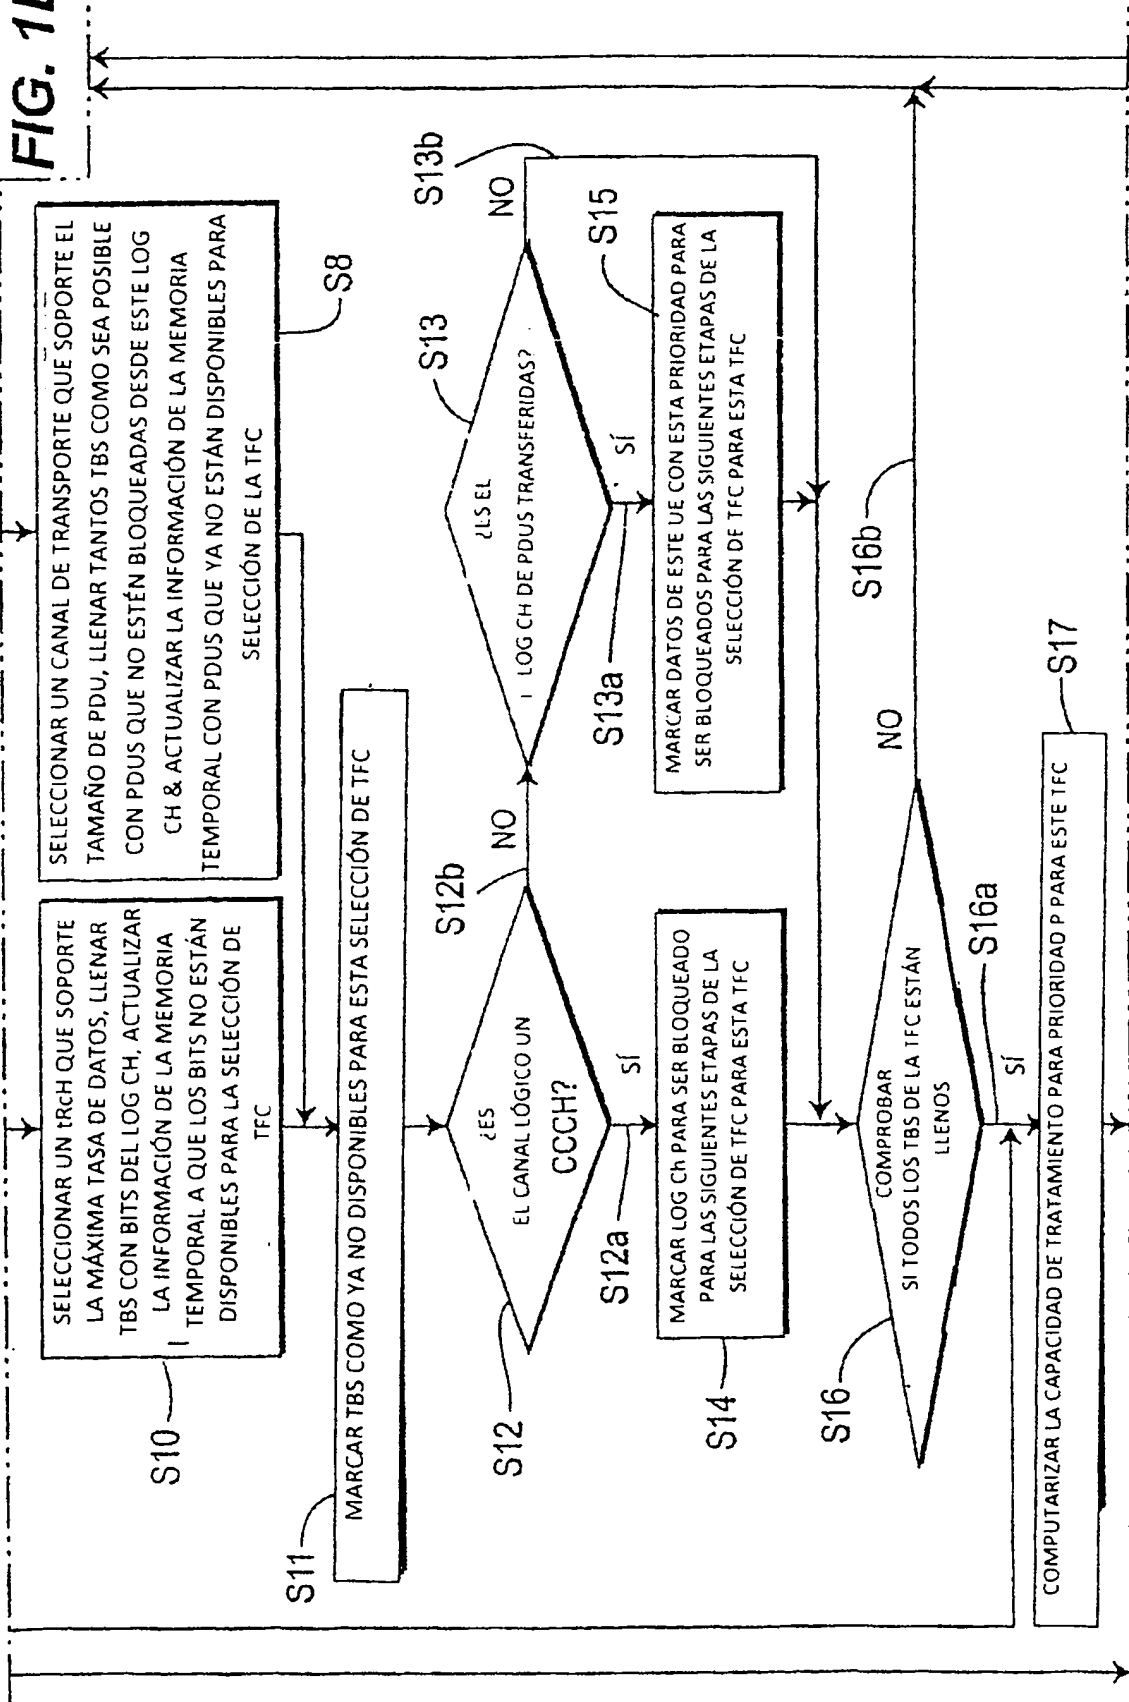 FIG. 1
SELECCIONAR UN tRcH QUE SOPORTE
LA MÁXIMA TASA DE DATOS, LLENAR
TBS CON BITS DEL LOG CH, ACTUALIZAR
LA INFORMACIÓN DE LA MEMORIA
TEMPORAL A QUE LOS BITS NO ESTÁN
DISPONIBLES PARA LA SELECCIÓN DE
TFC
S10
SELECCIONAR UN CANAL DE TRANSPORTE QUE SOPORTE EL
TAMAÑO DE PDU, LLENAR TANTOS TBS COMO SEA POSIBLE
CON PDUS QUE NO ESTÉN BLOQUEADAS DESDE ESTE LOG
CH & ACTUALIZAR LA INFORMACIÓN DE LA MEMORIA
TEMPORAL CON PDUS QUE YA NO ESTÁN DISPONIBLES PARA
SELECCIÓN DE LA TFC
S8
S11
MARCAR TBS COMO YA NO DISPONIBLES PARA ESTA SELECCIÓN DE TFC
S12
¿ES
EL CANAL LÓGICO UN
CCCH?
S12b
NO
S12a
SÍ
S13
¿ES EL
LOG CH DE PDUS TRANSFERIDAS?
NO
S13b
S13a
SÍ
MARCAR LOG Ch PARA SER BLOQUEADO
PARA LAS SIGUIENTES ETAPAS DE LA
SELECCIÓN DE TFC PARA ESTA TFC
S14
MARCAR DATOS DE ESTE UE CON ESTA PRIORIDAD PARA
SER BLOQUEADOS PARA LAS SIGUIENTES ETAPAS DE LA
SELECCIÓN DE TFC PARA ESTA TFC
S15
S16
COMPROBAR
SI TODOS LOS TBS DE LA TFC ESTÁN
LLENOS
NO
S16b
S16a
SÍ
COMPUTARIZAR LA CAPACIDAD DE TRATAMIENTO PARA PRIORIDAD P PARA ESTE TFC
S17